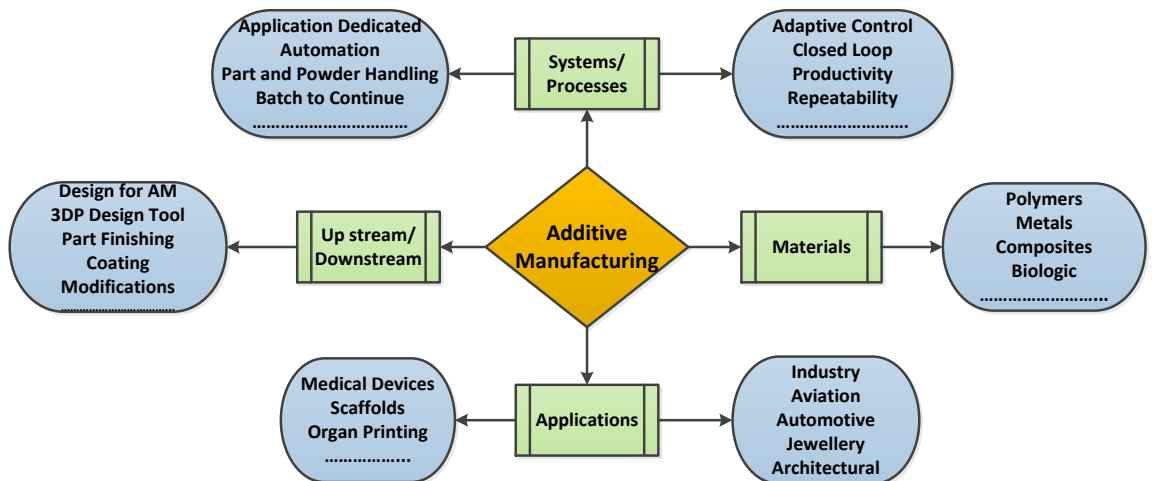 Application Dedicated
Automation
Part and Powder Handling
Batch to Continue
……………………………
Systems/
Processes
Adaptive Control
Closed Loop
Productivity
Repeatability
……………………….
Design for AM
3DP Design Tool
Part Finishing
Coating
Modifications
……………………………
Up stream/
Downstream
Additive
Manufacturing
Materials
Polymers
Metals
Composites
Biologic
……………………...
Medical Devices
Scaffolds
Organ Printing
……………...
Applications
Industry
Aviation
Automotive
Jewellery
Architectural